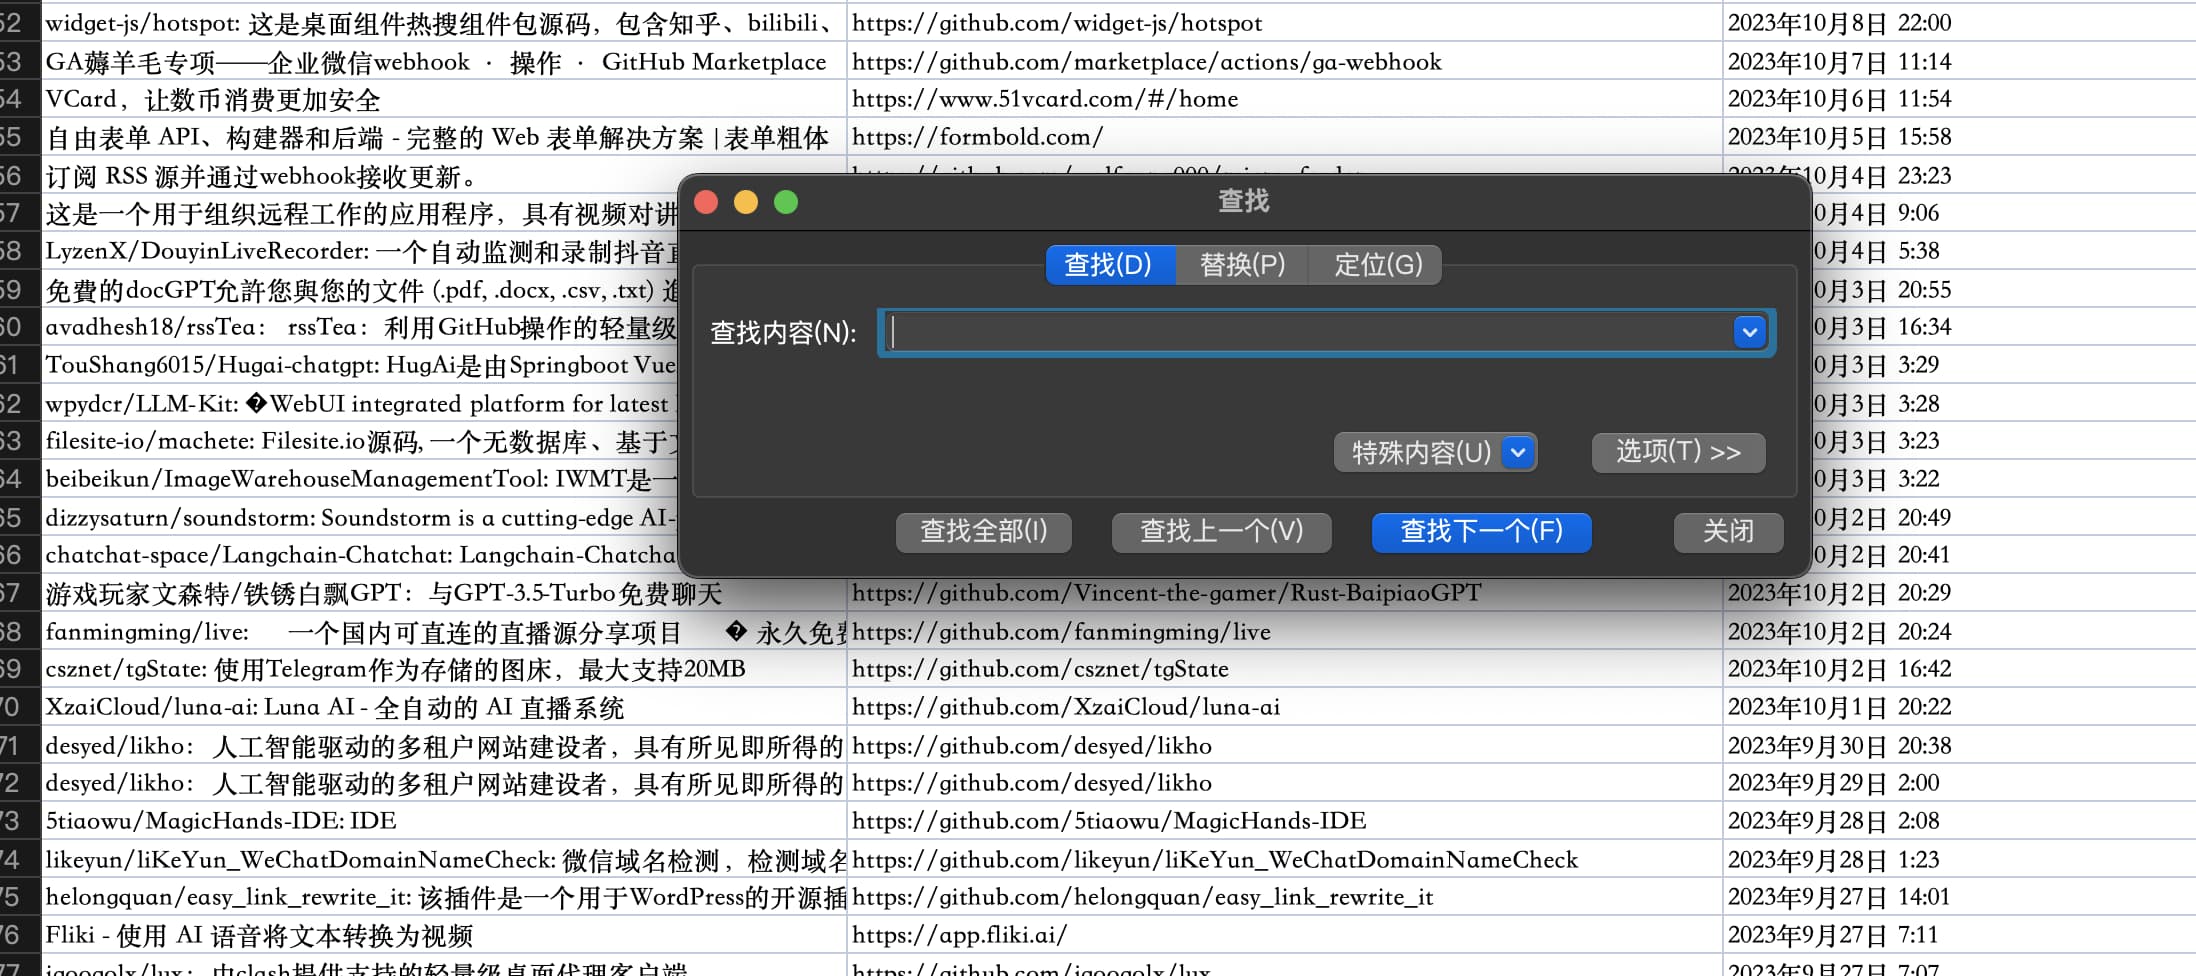 52 widget-js/hotspot: 这是桌面组件热搜组件包源码，包含知乎、bilibili、 https://github.com/widget-js/hotspot 2023年10月8日 22:00
53 GA薅羊毛专项——企业微信webhook · 操作 · GitHub Marketplace https://github.com/marketplace/actions/ga-webhook 2023年10月7日 11:14
54 VCard，让数币消费更加安全 https://www.51vcard.com/#/home 2023年10月6日 11:54
55 自由表单 API、构建器和后端 - 完整的 Web 表单解决方案 |表单粗体 https://formbold.com/ 2023年10月5日 15:58
56 订阅 RSS 源并通过webhook接收更新。 10月4日 23:23
查找
57 这是一个用于组织远程工作的应用程序，具有视频对讲 0月4日 9:06
58 LyzenX/DouyinLiveRecorder: 一个自动监测和录制抖音直 0月4日 5:38
查找(D) 替换(P) 定位(G)
59 免費的docGPT允許您與您的文件 (.pdf, .docx, .csv, .txt) 進 0月3日 20:55
60 avadhesh18/rssTea： rssTea：利用GitHub操作的轻量级 0月3日 16:34
查找内容(N):
61 TouShang6015/Hugai-chatgpt: HugAi是由Springboot Vue 0月3日 3:29
62 wpydcr/LLM-Kit: �WebUI integrated platform for latest 0月3日 3:28
63 filesite-io/machete: Filesite.io源码, 一个无数据库、基于文 0月3日 3:23
特殊内容(U) 选项(T) >>
64 beibeikun/ImageWarehouseManagementTool: IWMT是一 0月3日 3:22
65 dizzysaturn/soundstorm: Soundstorm is a cutting-edge AI- 0月2日 20:49
查找全部(I) 查找上一个(V) 查找下一个(F) 关闭
66 chatchat-space/Langchain-Chatchat: Langchain-Chatcha 0月2日 20:41
67 游戏玩家文森特/铁锈白飘GPT：与GPT-3.5-Turbo免费聊天 https://github.com/Vincent-the-gamer/Rust-BaipiaoGPT 2023年10月2日 20:29
68 fanmingming/live: 一个国内可直连的直播源分享项目 � 永久免费 https://github.com/fanmingming/live 2023年10月2日 20:24
69 csznet/tgState: 使用Telegram作为存储的图床，最大支持20MB https://github.com/csznet/tgState 2023年10月2日 16:42
70 XzaiCloud/luna-ai: Luna AI - 全自动的 AI 直播系统 https://github.com/XzaiCloud/luna-ai 2023年10月1日 20:22
71 desyed/likho：人工智能驱动的多租户网站建设者，具有所见即所得的 https://github.com/desyed/likho 2023年9月30日 20:38
72 desyed/likho：人工智能驱动的多租户网站建设者，具有所见即所得的 https://github.com/desyed/likho 2023年9月29日 2:00
73 5tiaowu/MagicHands-IDE: IDE https://github.com/5tiaowu/MagicHands-IDE 2023年9月28日 2:08
74 likeyun/liKeYun_WeChatDomainNameCheck: 微信域名检测，检测域名 https://github.com/likeyun/liKeYun_WeChatDomainNameCheck 2023年9月28日 1:23
75 helongquan/easy_link_rewrite_it: 该插件是一个用于WordPress的开源插 https://github.com/helongquan/easy_link_rewrite_it 2023年9月27日 14:01
76 Fliki - 使用 AI 语音将文本转换为视频 https://app.fliki.ai/ 2023年9月27日 7:11
77 由clash提供支持的轻量级桌面代理客户端 2023年9月27日 7:07